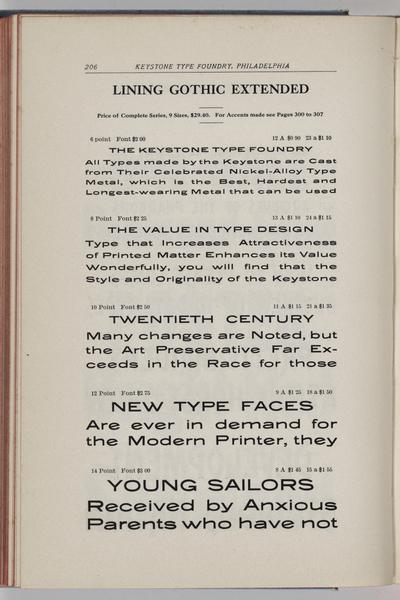 206 KEYSTONE TYPE FOUNDRY, PHILADELPHIA
LINING GOTHIC EXTENDED
Price of Complete Series, 9 Sizes, $29.40. For Accents made see Pages 300 to 307
6 point Font $2 00 12 A $0 90 23 a $1 10
THE KEYSTONE TYPE FOUNDRY
All Types made by the Keystone are Cast
from Their Celebrated Nickel-Alloy Type
Metal, which is the Best, Hardest and
Longest-wearing Metal that can be used
8 Point Font $2 25 13 A $1 10 24 a $1 15
THE VALUE IN TYPE DESIGN
Type that Increases Attractiveness
of Printed Matter Enhances its Value
Wonderfully, you will find that the
Style and Originality of the Keystone
10 Point Font $2 50 11 A $1 15 21 a $1 35
TWENTIETH CENTURY
Many changes are Noted, but
the Art Preservative Far Ex-
ceeds in the Race for those
12 Point Font $2 75 9 A $1 25 18 a $1 50
NEW TYPE FACES
Are ever in demand for
the Modern Printer, they
14 Point Font $3 00 8 A $1 45 15 a $1 55
YOUNG SAILORS
Received by Anxious
Parents who have not